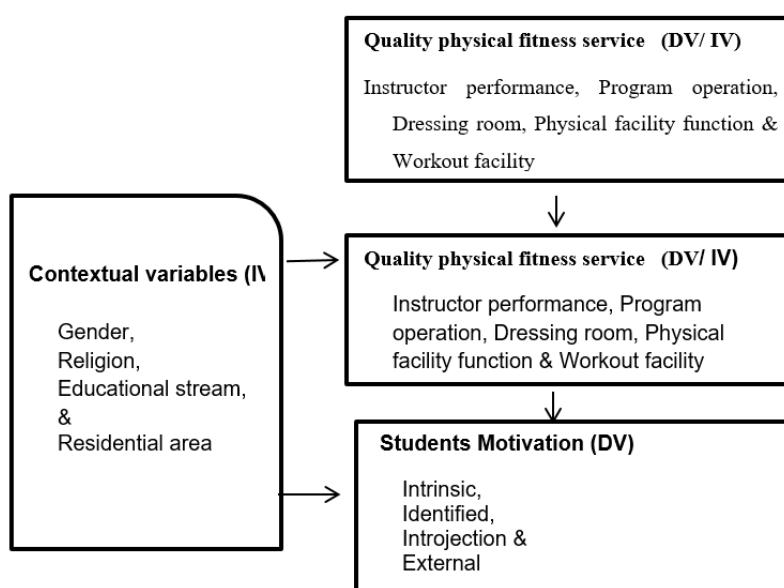 Quality physical fitness service (DV/ IV)
Instructor performance, Program operation,
Dressing room, Physical facility function &
Workout facility
Contextual variables (IV
Gender,
Religion,
Educational stream,
&
Residential area
Quality physical fitness service (DV/ IV)
Instructor performance, Program
operation, Dressing room, Physical
facility function & Workout facility
Students Motivation (DV)
Intrinsic,
Identified,
Introjection &
External